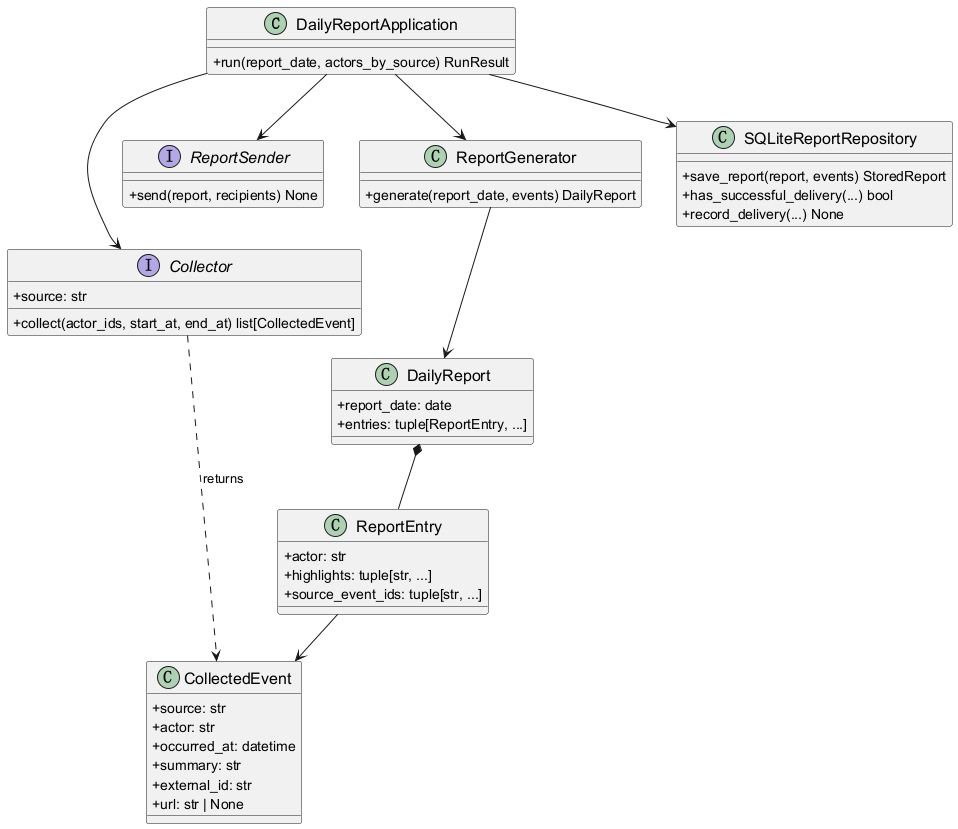 C DailyReportApplication
+run(report_date, actors_by_source) RunResult
I ReportSender
+send(report, recipients) None
C ReportGenerator
+generate(report_date, events) DailyReport
C SQLiteReportRepository
+save_report(report, events) StoredReport
+has_successful_delivery(...) bool
+record_delivery(...) None
I Collector
+source: str
+collect(actor_ids, start_at, end_at) list[CollectedEvent]
C DailyReport
+report_date: date
+entries: tuple[ReportEntry, ...]
returns
C ReportEntry
+actor: str
+highlights: tuple[str, ...]
+source_event_ids: tuple[str, ...]
C CollectedEvent
+source: str
+actor: str
+occurred_at: datetime
+summary: str
+external_id: str
+url: str | None